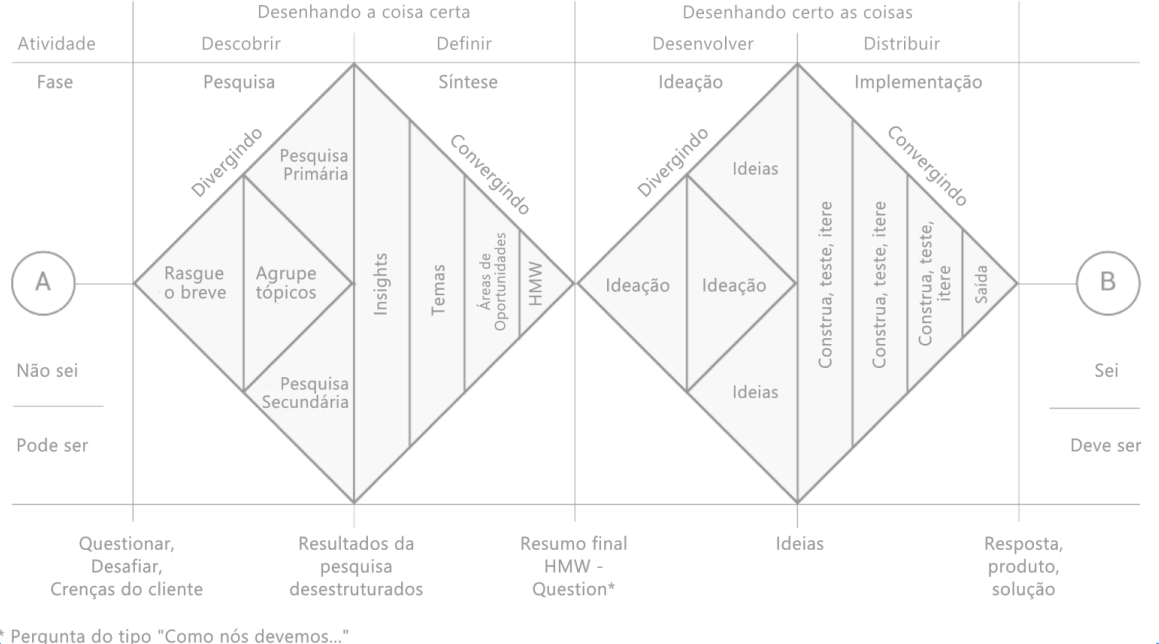 Desenhando a coisa certa
Desenhando certo as coisas
Atividade
Descobrir
Definir
Desenvolver
Distribuir
Fase
Pesquisa
Síntese
Ideação
Implementação
Divergindo
Convergindo
Divergindo
Convergindo
Pesquisa
Primária
Ideias
A
Rasgue
o breve
Agrupe
tópicos
Insights
Temas
Áreas de
Oportunidades
HMW
Ideação
Ideação
Construa, teste, itere
Construa, teste, itere
Construa, teste,
itere
Saída
B
Não sei
Pode ser
Pesquisa
Secundária
Ideias
Sei
Deve ser
Questionar,
Desafiar,
Crenças do cliente
Resultados da
pesquisa
desestruturados
Resumo final
HMW -
Question*
Ideias
Resposta,
produto,
solução
* Pergunta do tipo "Como nós devemos..."